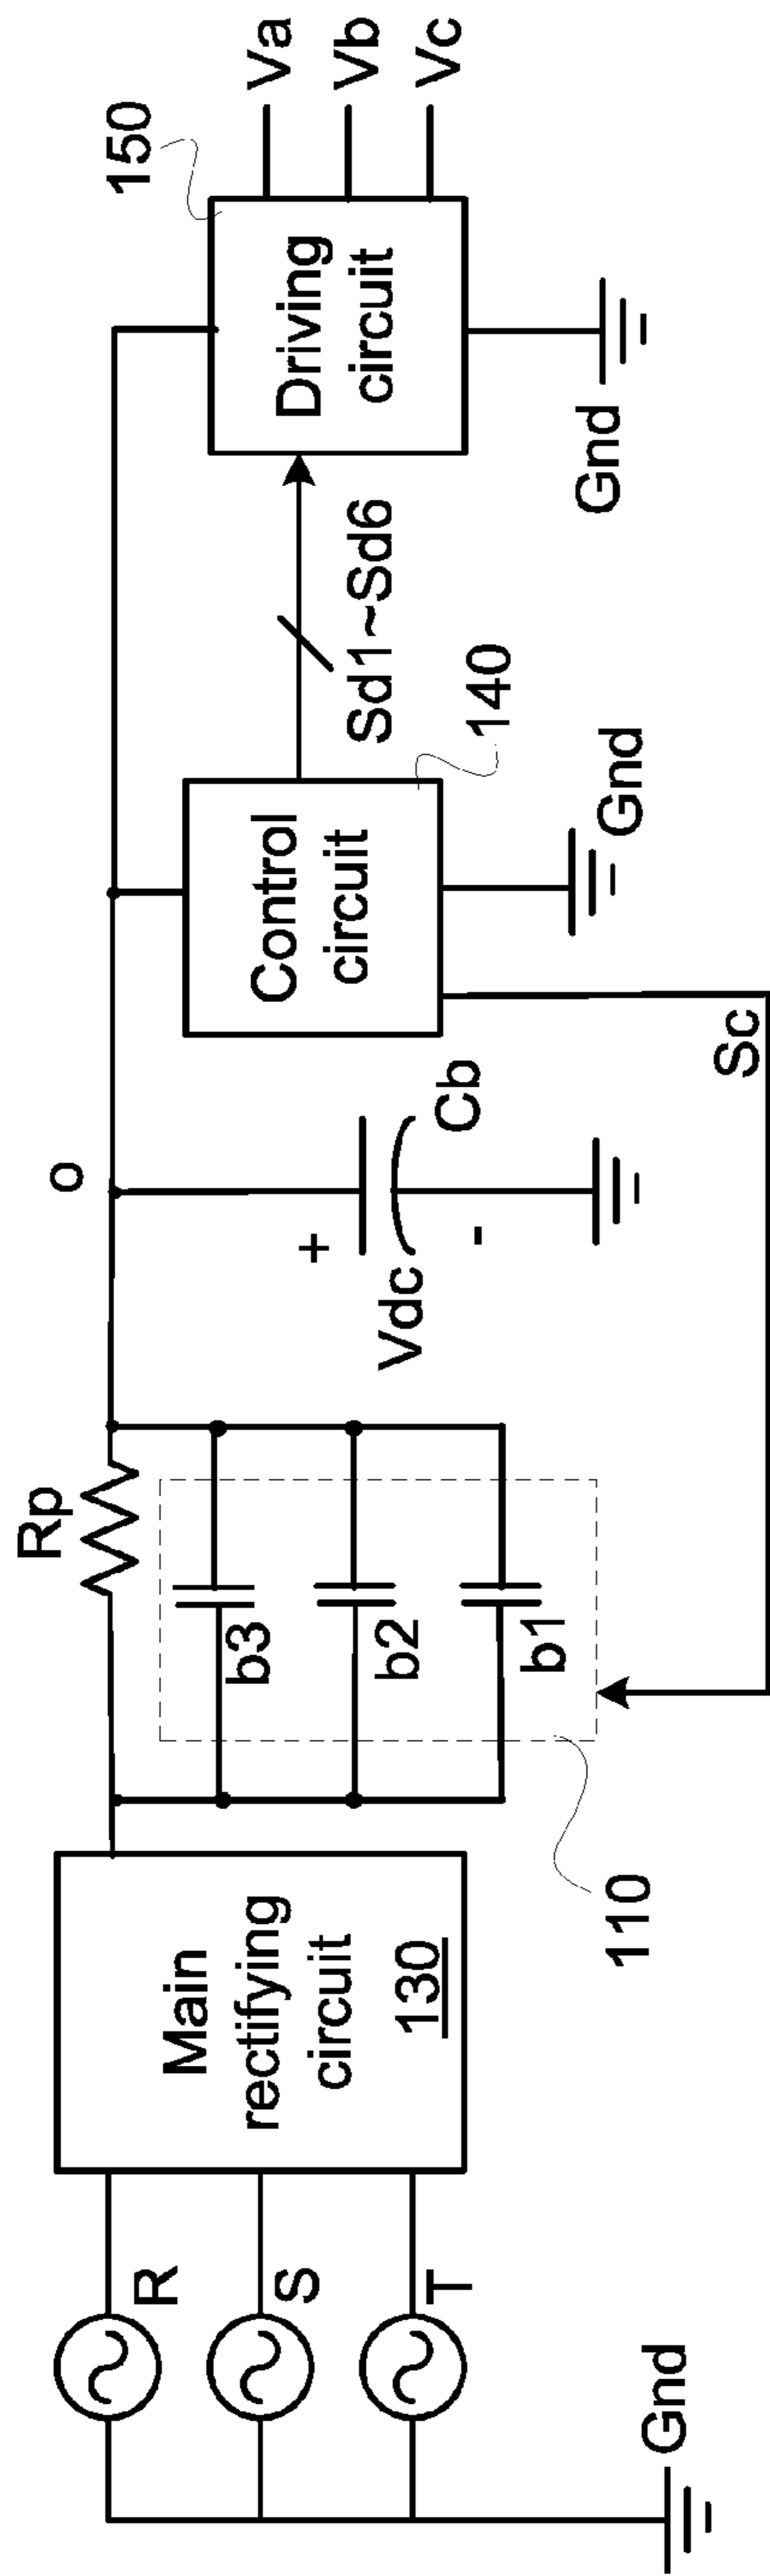 R
S
T
Gnd
Main
rectifying
circuit
130
Rp
b3
b2
b1
110
o
+
Vdc
-
Cb
Sc
Control
circuit
140
Gnd
Sd1~Sd6
Driving
circuit
150
Gnd
Va
Vb
Vc